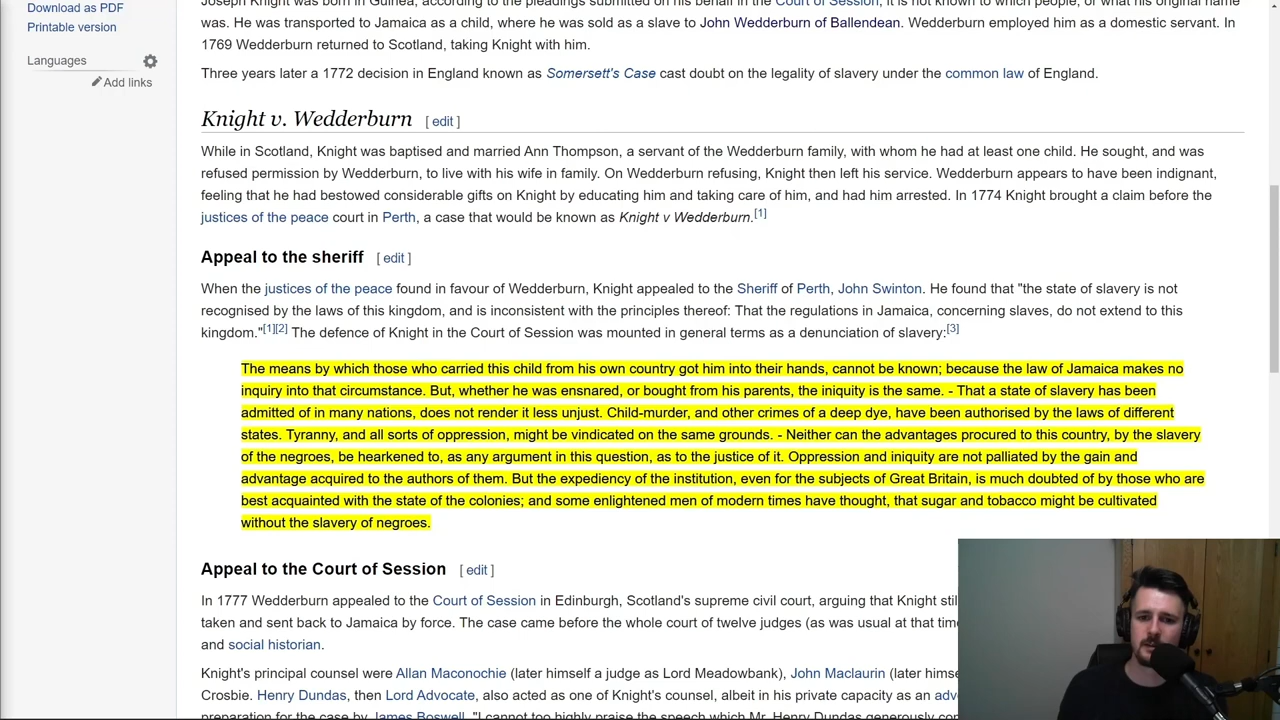 Download as PDF
Printable version
Languages
Add links
Joseph Knight was born in Guinea, according to the pleadings submitted on his behalf in the Court of Session, it is not known to which people, or what his original name
was. He was transported to Jamaica as a child, where he was sold as a slave to John Wedderburn of Ballendean. Wedderburn employed him as a domestic servant. In
1769 Wedderburn returned to Scotland, taking Knight with him.
Three years later a 1772 decision in England known as Somersett's Case cast doubt on the legality of slavery under the common law of England.
Knight v. Wedderburn [ edit ]
While in Scotland, Knight was baptised and married Ann Thompson, a servant of the Wedderburn family, with whom he had at least one child. He sought, and was
refused permission by Wedderburn, to live with his wife in family. On Wedderburn refusing, Knight then left his service. Wedderburn appears to have been indignant,
feeling that he had bestowed considerable gifts on Knight by educating him and taking care of him, and had him arrested. In 1774 Knight brought a claim before the
justices of the peace court in Perth, a case that would be known as Knight v Wedderburn.[1]
Appeal to the sheriff [ edit ]
When the justices of the peace found in favour of Wedderburn, Knight appealed to the Sheriff of Perth, John Swinton. He found that "the state of slavery is not
recognised by the laws of this kingdom, and is inconsistent with the principles thereof: That the regulations in Jamaica, concerning slaves, do not extend to this
kingdom."[1][2] The defence of Knight in the Court of Session was mounted in general terms as a denunciation of slavery:[3]
The means by which those who carried this child from his own country got him into their hands, cannot be known; because the law of Jamaica makes no
inquiry into that circumstance. But, whether he was ensnared, or bought from his parents, the iniquity is the same. - That a state of slavery has been
admitted of in many nations, does not render it less unjust. Child-murder, and other crimes of a deep dye, have been authorised by the laws of different
states. Tyranny, and all sorts of oppression, might be vindicated on the same grounds. - Neither can the advantages procured to this country, by the slavery
of the negroes, be hearkened to, as any argument in this question, as to the justice of it. Oppression and iniquity are not palliated by the gain and
advantage acquired to the authors of them. But the expediency of the institution, even for the subjects of Great Britain, is much doubted of by those who are
best acquainted with the state of the colonies; and some enlightened men of modern times have thought, that sugar and tobacco might be cultivated
without the slavery of negroes.
Appeal to the Court of Session [ edit ]
In 1777 Wedderburn appealed to the Court of Session in Edinburgh, Scotland's supreme civil court, arguing that Knight stil
taken and sent back to Jamaica by force. The case came before the whole court of twelve judges (as was usual at that tim
and social historian.
Knight's principal counsel were Allan Maconochie (later himself a judge as Lord Meadowbank), John Maclaurin (later himse
Crosbie. Henry Dundas, then Lord Advocate, also acted as one of Knight's counsel, albeit in his private capacity as an adv
preparation for the case by James Boswell. "I cannot too highly praise the speech which Mr. Henry Dundas generously con